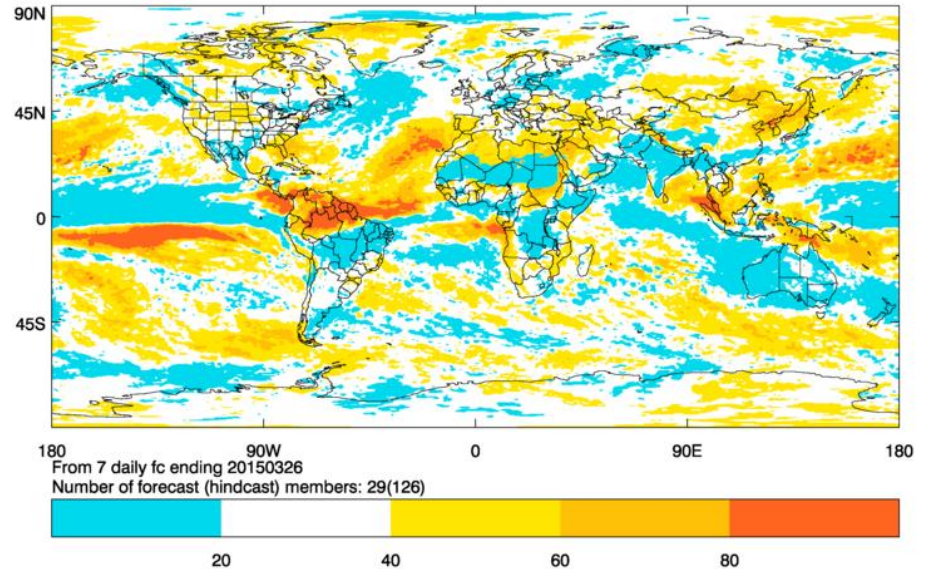 90N
45N
0
45S
180 90W 0 90E 180
From 7 daily fc ending 20150326
Number of forecast (hindcast) members: 29(126)
20 40 60 80